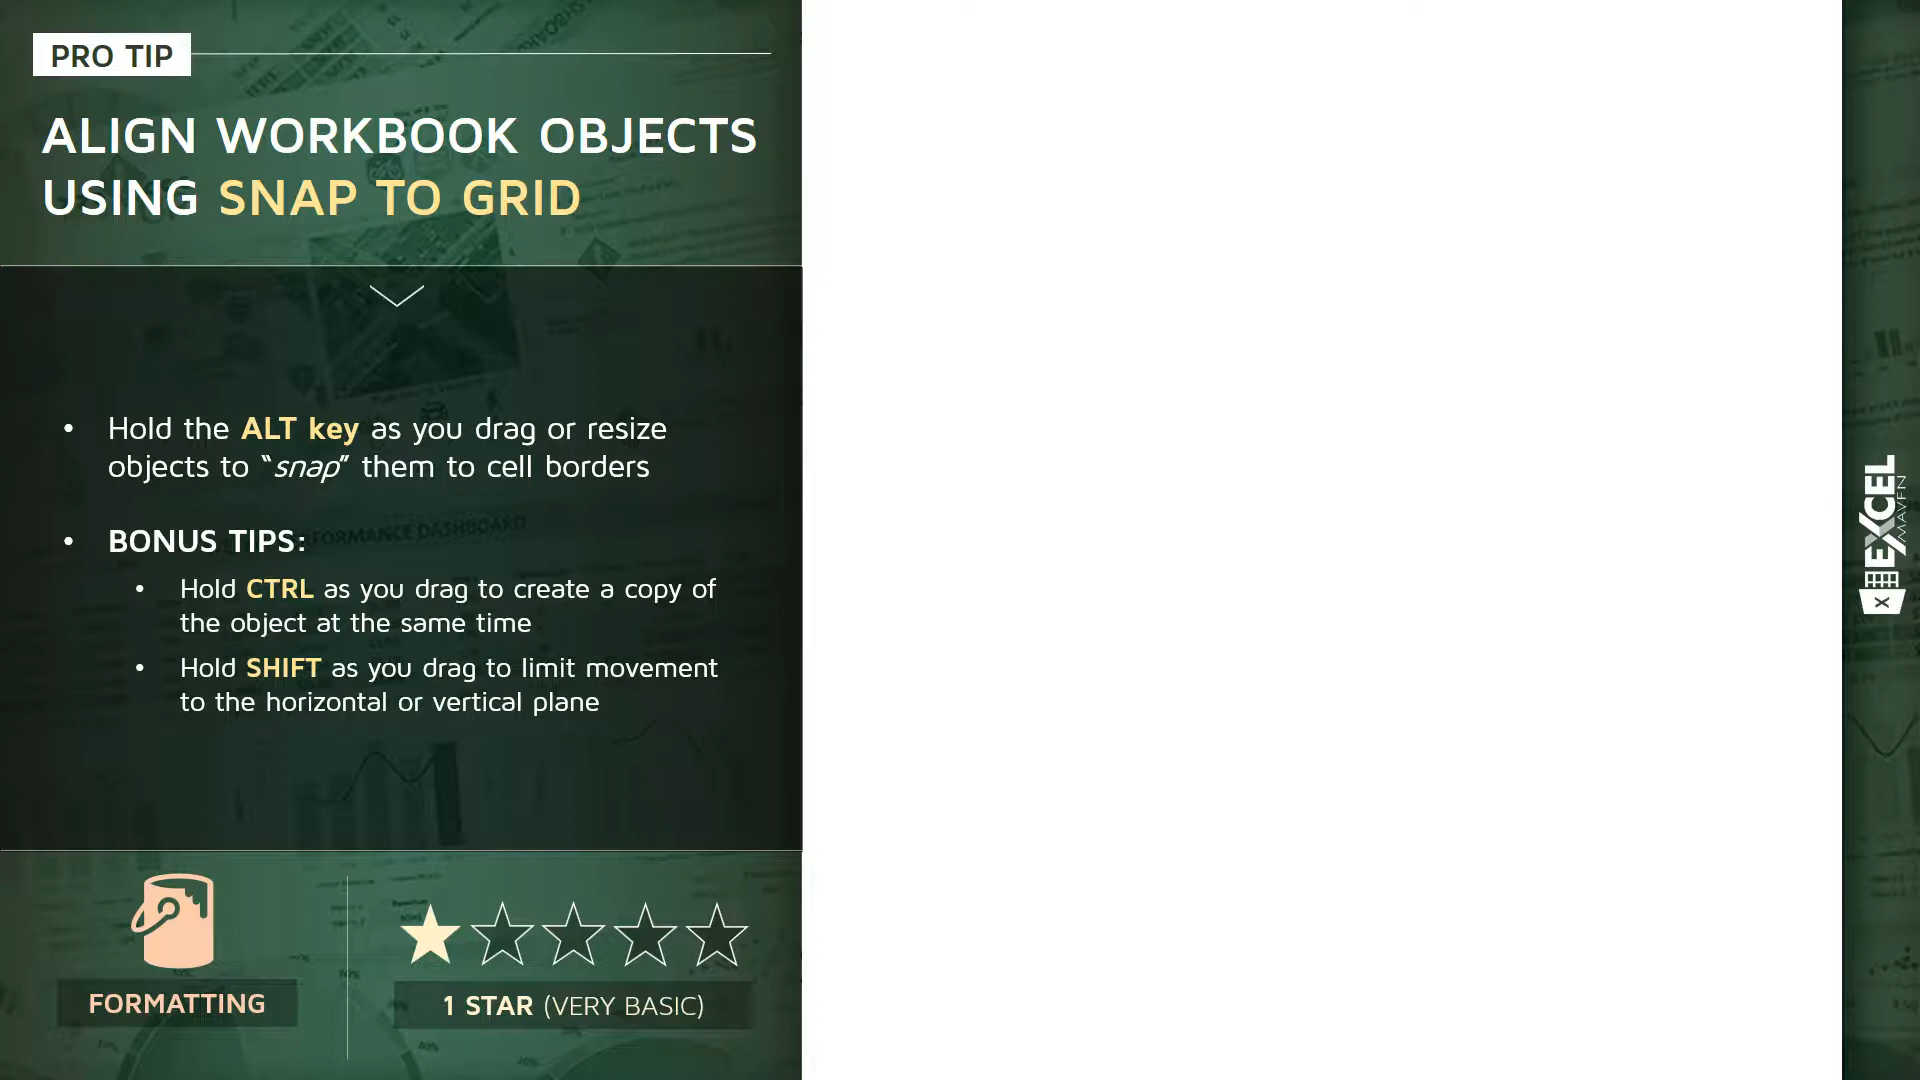 PRO TIP
ALIGN WORKBOOK OBJECTS
USING SNAP TO GRID
• Hold the ALT key as you drag or resize
objects to “snap” them to cell borders
• BONUS TIPS:
• Hold CTRL as you drag to create a copy of
the object at the same time
• Hold SHIFT as you drag to limit movement
to the horizontal or vertical plane
FORMATTING
1 STAR (VERY BASIC)
X EXCEL
MAVEN